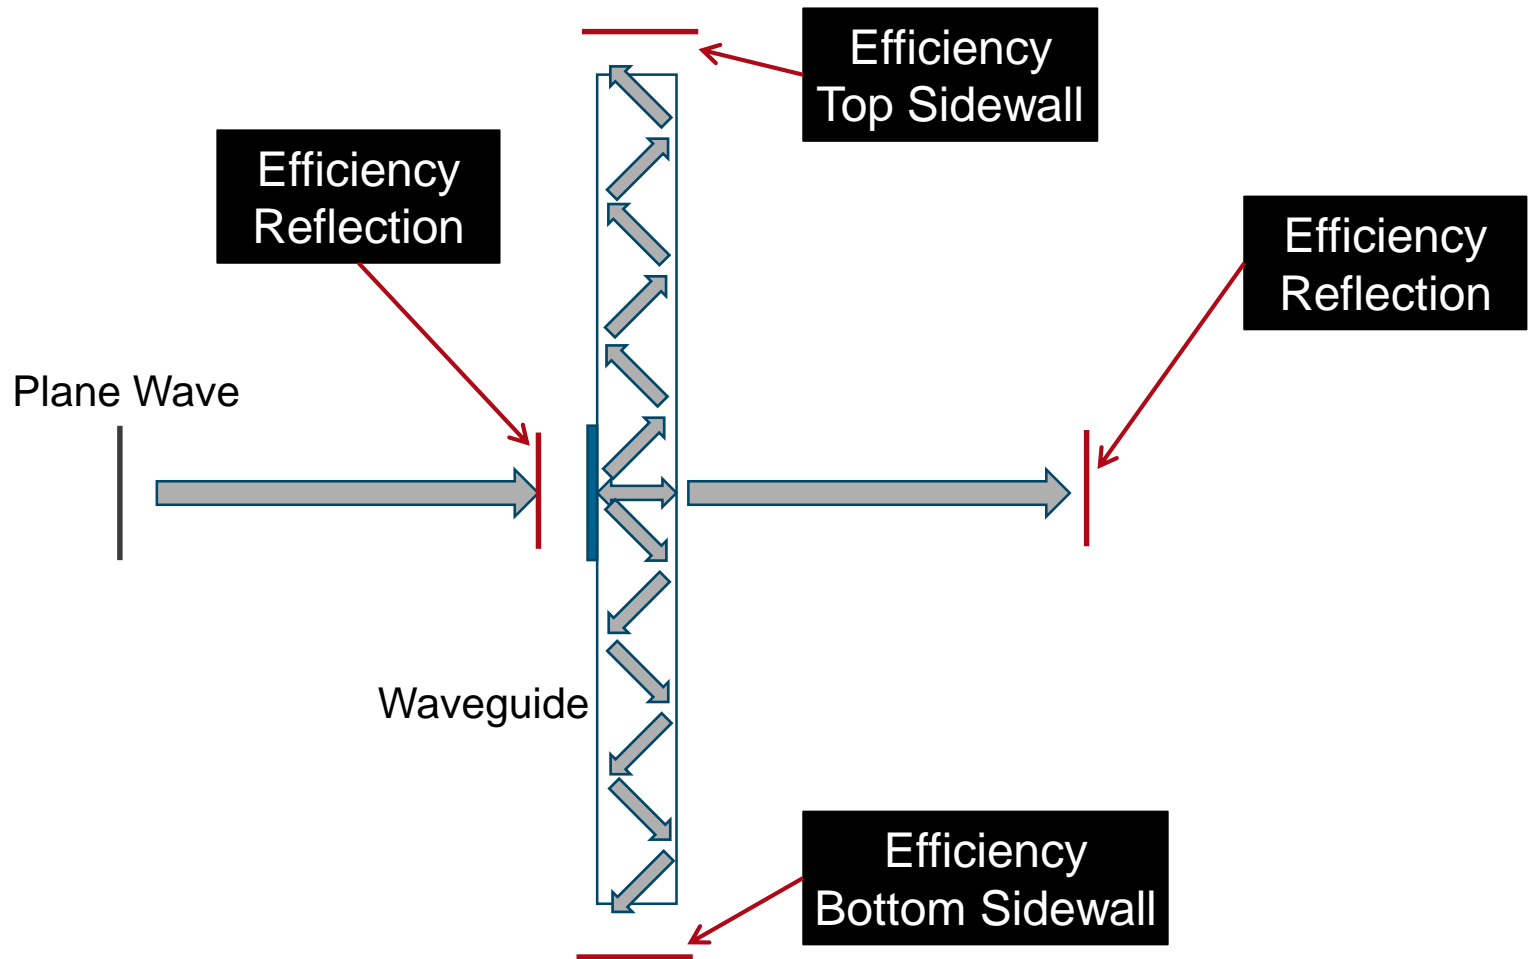 Efficiency
Top Sidewall
Efficiency
Reflection
Efficiency
Reflection
Plane Wave
Waveguide
Efficiency
Bottom Sidewall